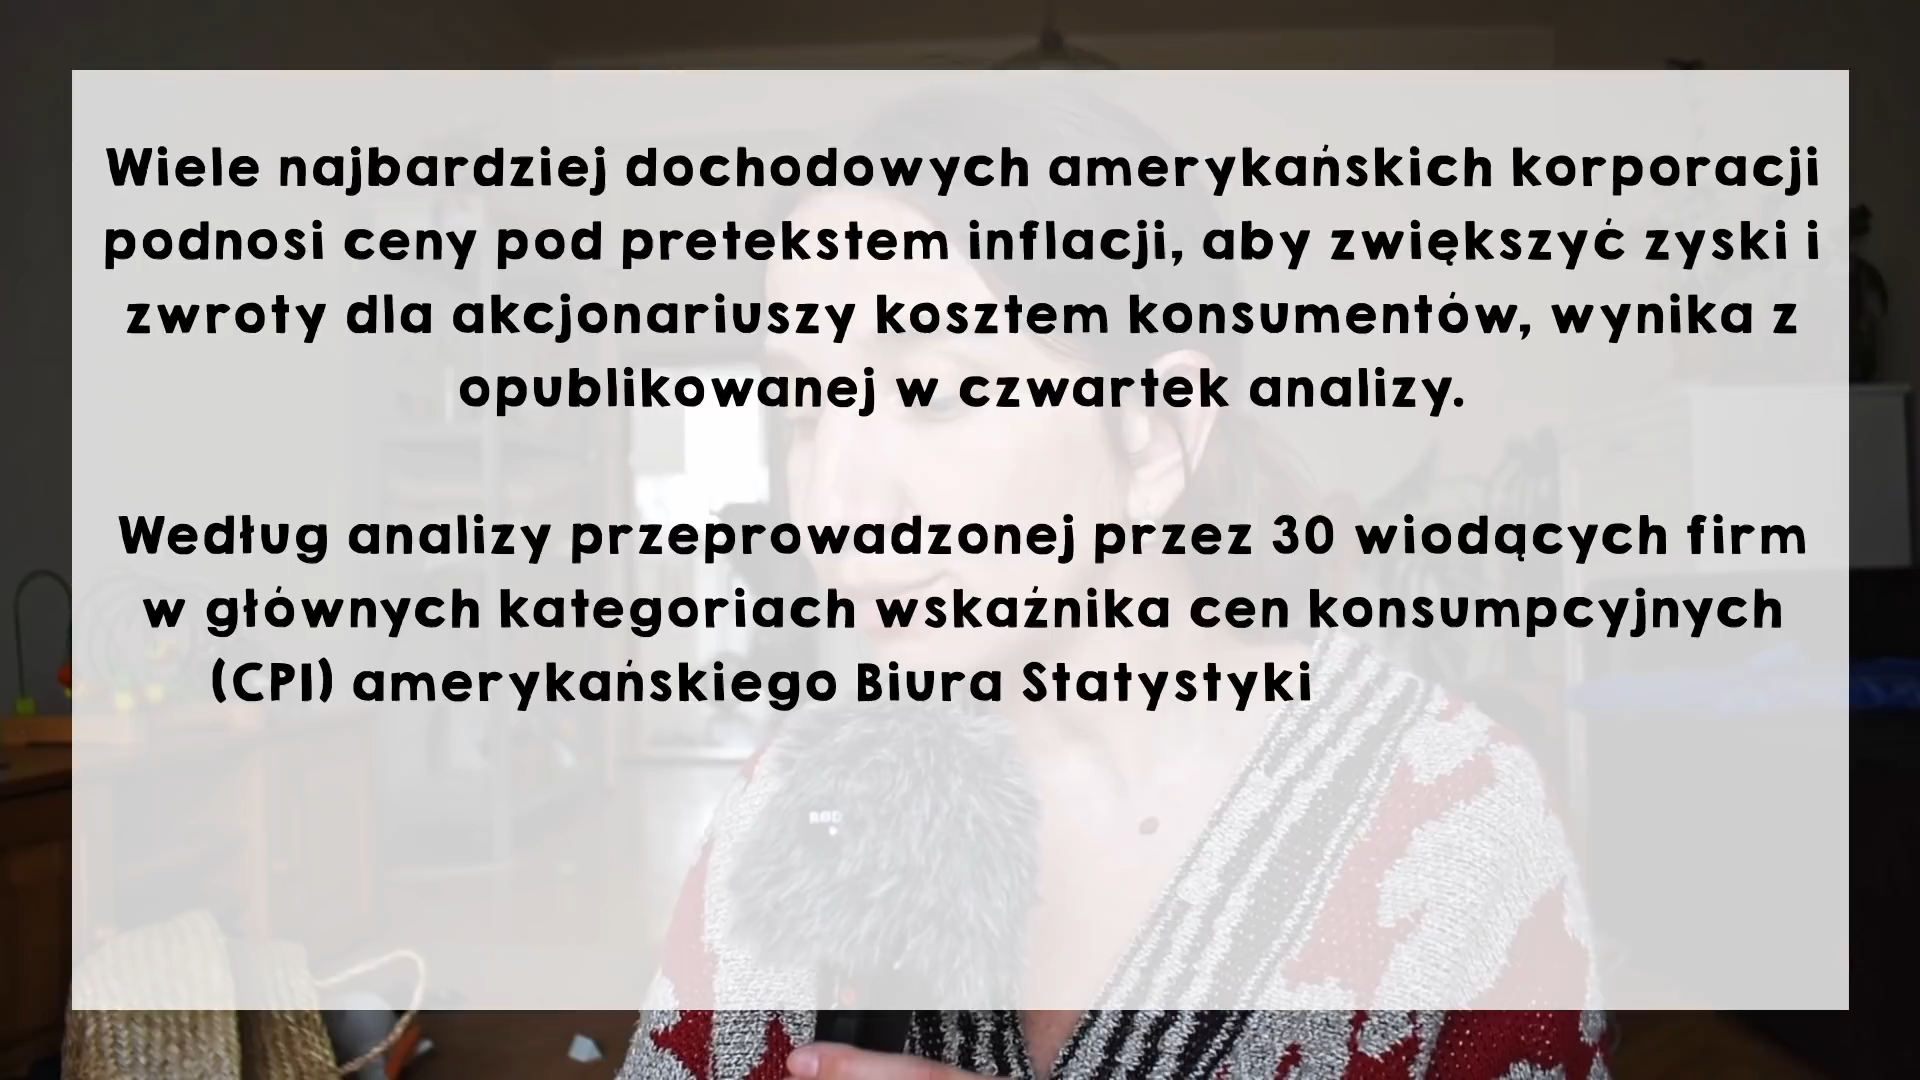 Wiele najbardziej dochodowych amerykańskich korporacji
podnosi ceny pod pretekstem inflacji, aby zwiększyć zyski i
zwroty dla akcjonariuszy kosztem konsumentów, wynika z
opublikowanej w czwartek analizy.
Według analizy przeprowadzonej przez 30 wiodących firm
w głównych kategoriach wskaźnika cen konsumpcyjnych
(CPI) amerykańskiego Biura Statystyki
RØDE